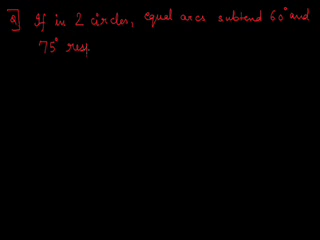 Q] If in 2 circles, equal arcs subtend 60° and
75° resp